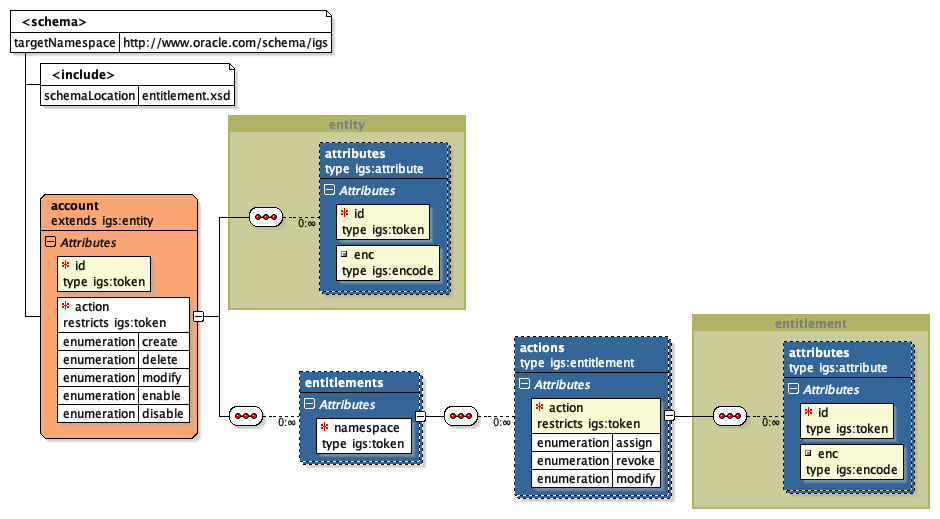 <schema>
targetNamespace http://www.oracle.com/schema/igs
<include>
schemaLocation entitlement.xsd
entity
attributes
type igs:attribute
Attributes
* id
type igs:token
enc
type igs:encode
0:∞
account
extends igs:entity
Attributes
* id
type igs:token
* action
restricts igs:token
enumeration create
enumeration delete
enumeration modify
enumeration enable
enumeration disable
0:∞
entitlements
Attributes
* namespace
type igs:token
0:∞
actions
type igs:entitlement
Attributes
* action
restricts igs:token
enumeration assign
enumeration revoke
enumeration modify
entitlement
0:∞
attributes
type igs:attribute
Attributes
* id
type igs:token
enc
type igs:encode